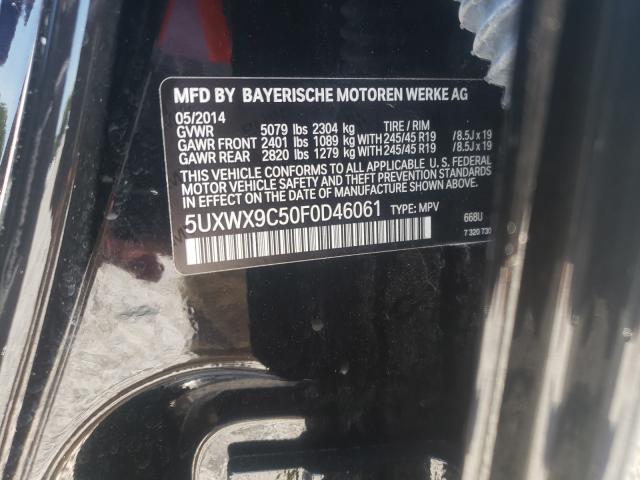 MFD BY BAYERISCHE MOTOREN WERKE AG
05/2014
GVWR 5079 lbs 2304 kg TIRE / RIM
GAWR FRONT 2401 lbs 1089 kg WITH 245/45 R19 / 8.5J x 19
GAWR REAR 2820 lbs 1279 kg WITH 245/45 R19 / 8.5J x 19
THIS VEHICLE CONFORMS TO ALL APPLICABLE U. S. FEDERAL
MOTOR VEHICLE SAFETY AND THEFT PREVENTION STANDARDS
IN EFFECT ON THE DATE OF MANUFACTURE SHOWN ABOVE.
5UXWX9C50F0D46061 TYPE: MPV 668U
7 320 730